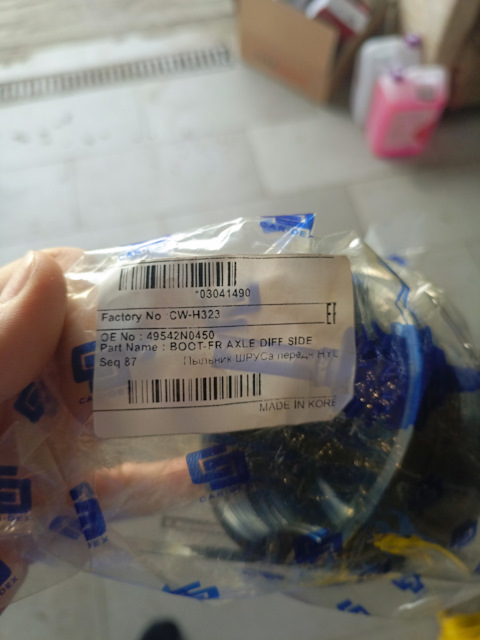 *03041490
Factory No :CW-H323
OE No : 49542N0450
Part Name : BOOT-FR AXLE DIFF SIDE
Seq 87 Пыльник ШРУСа передн
MADE IN KORE